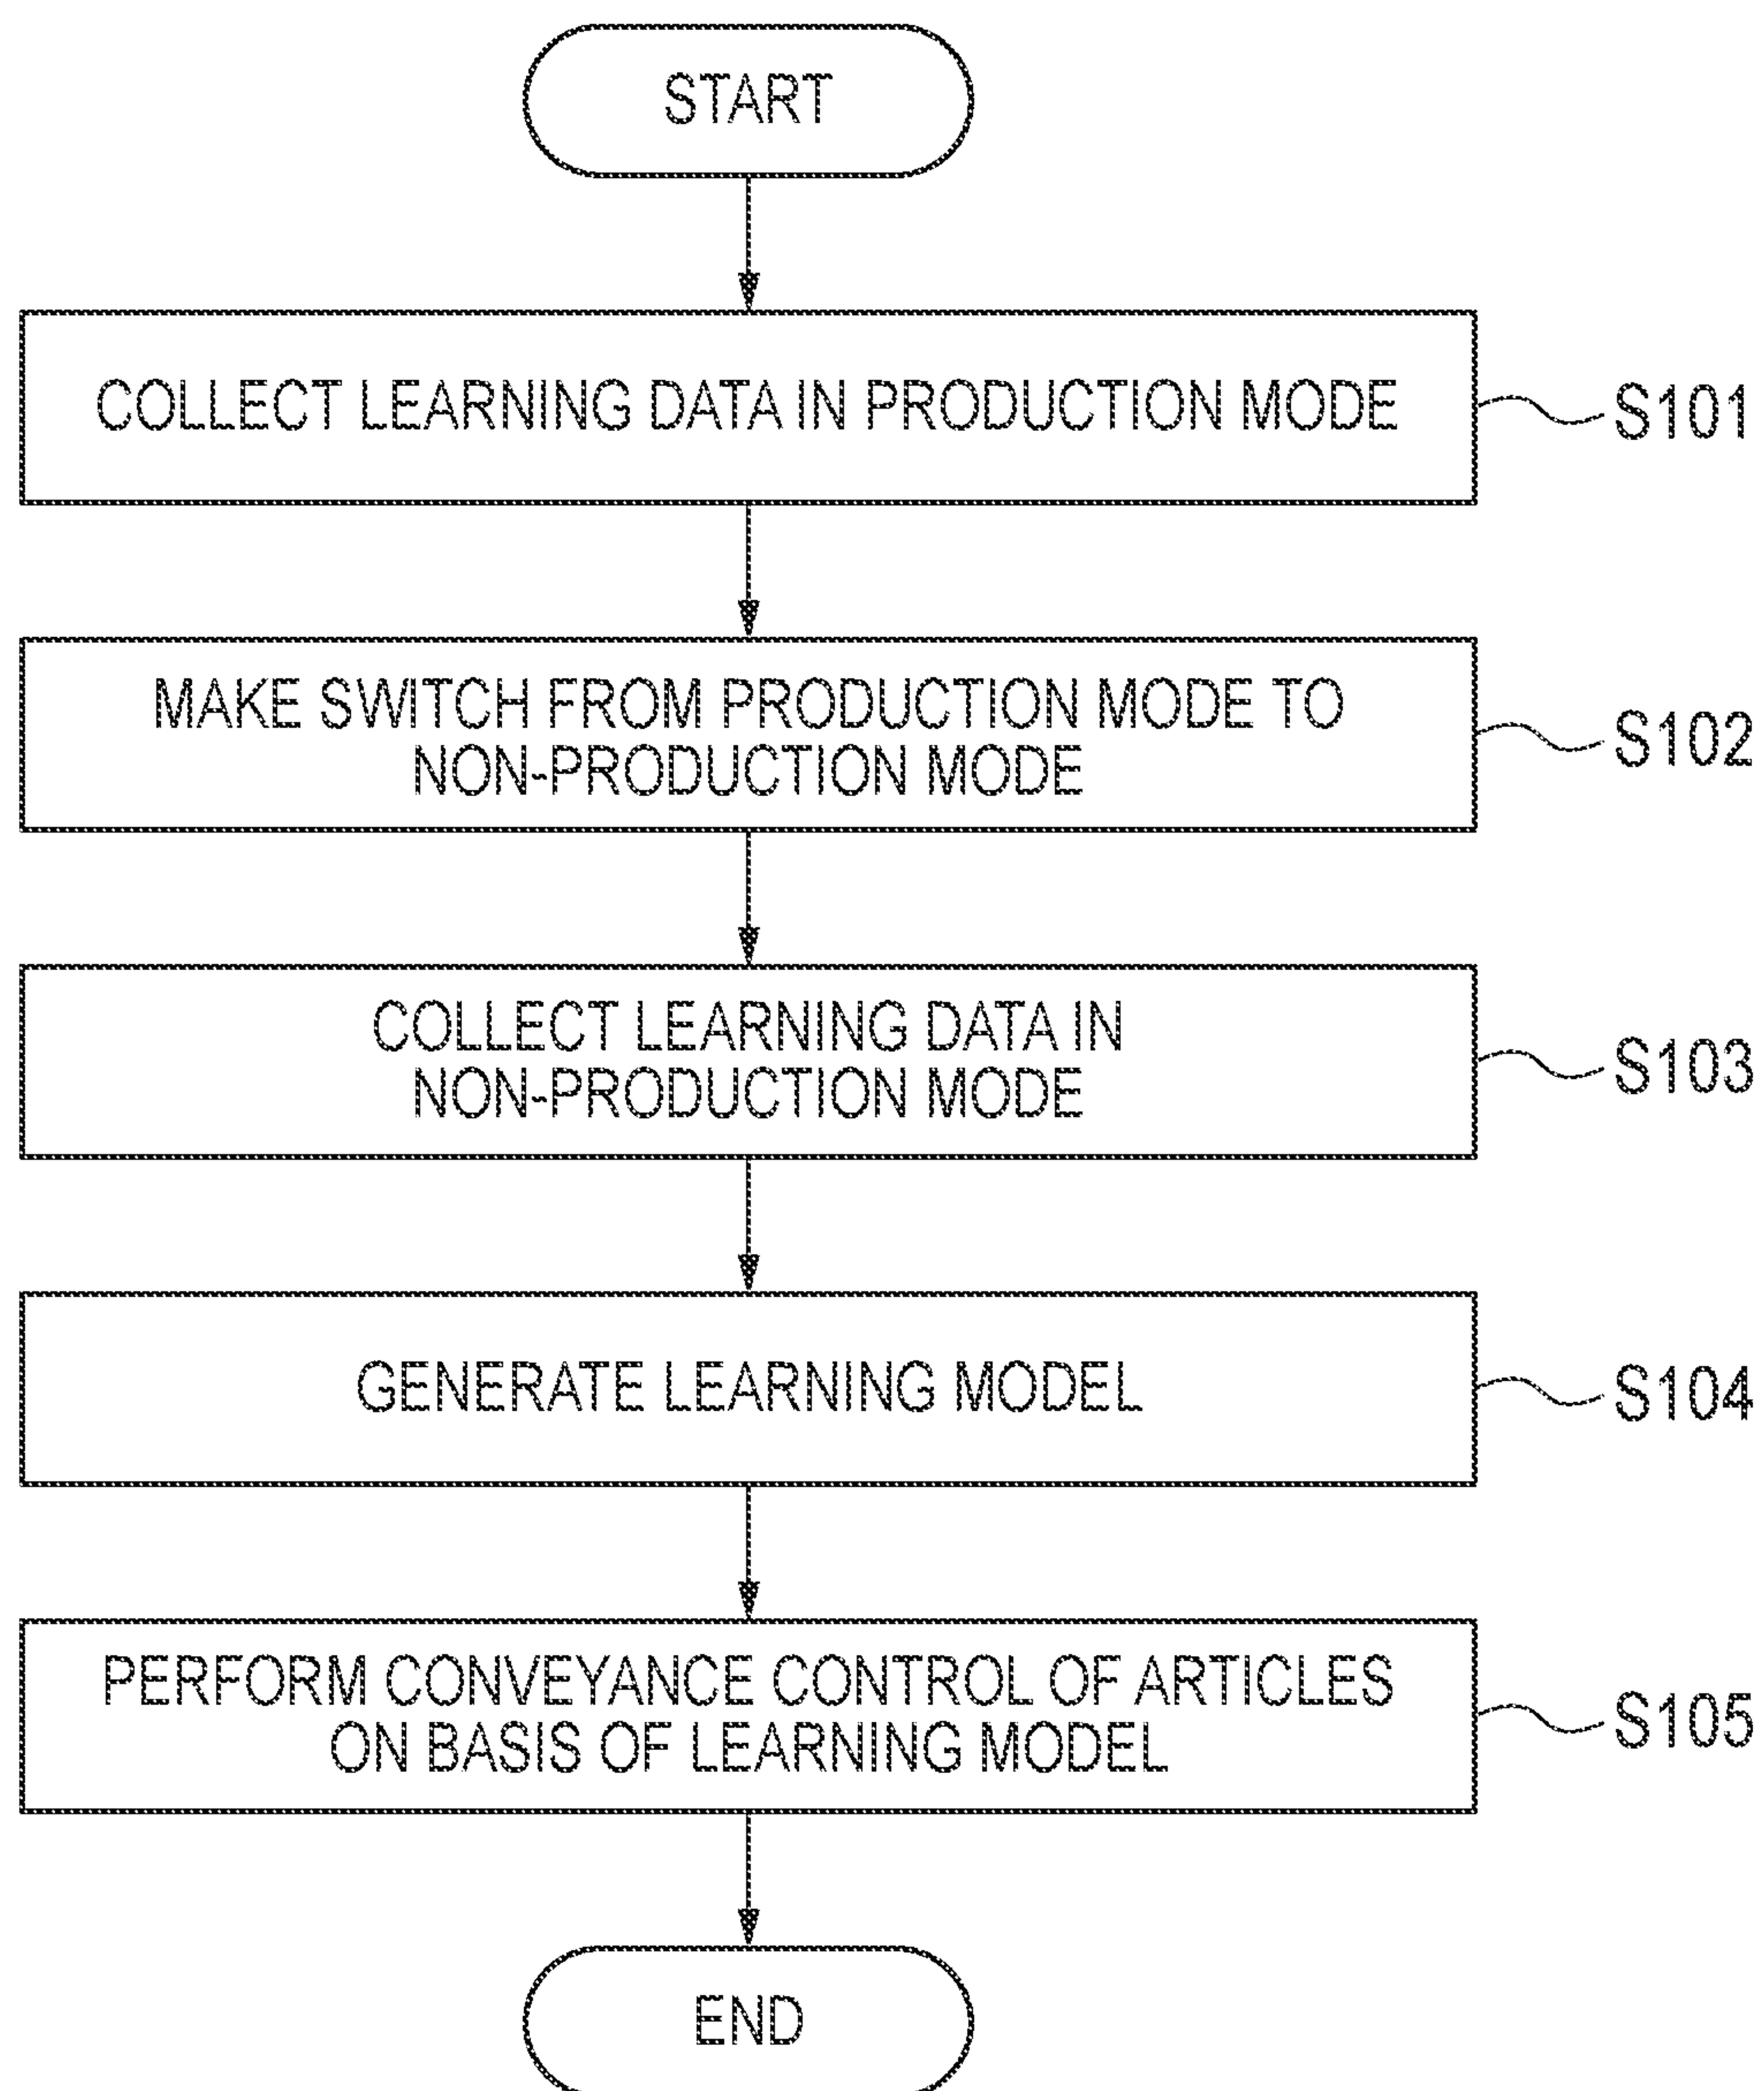 START
COLLECT LEARNING DATA IN PRODUCTION MODE
S101
MAKE SWITCH FROM PRODUCTION MODE TO
NON-PRODUCTION MODE
S102
COLLECT LEARNING DATA IN
NON-PRODUCTION MODE
S103
GENERATE LEARNING MODEL
S104
PERFORM CONVEYANCE CONTROL OF ARTICLES
ON BASIS OF LEARNING MODEL
S105
END